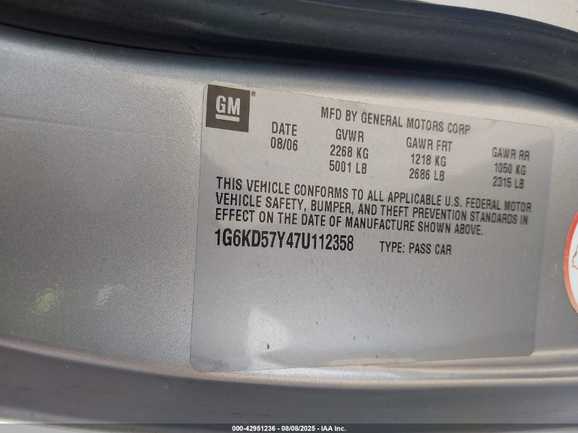 GM®
MFD BY GENERAL MOTORS CORP
DATE GVWR GAWR FRT GAWR RR
08/06 2268 KG 1218 KG 1050 KG
5001 LB 2686 LB 2315 LB
THIS VEHICLE CONFORMS TO ALL APPLICABLE U.S. FEDERAL MOTOR
VEHICLE SAFETY, BUMPER, AND THEFT PREVENTION STANDARDS IN
EFFECT ON THE DATE OF MANUFACTURE SHOWN ABOVE.
1G6KD57Y47U112358 TYPE: PASS CAR
000-42951236 - 08/08/2025 - IAA Inc.